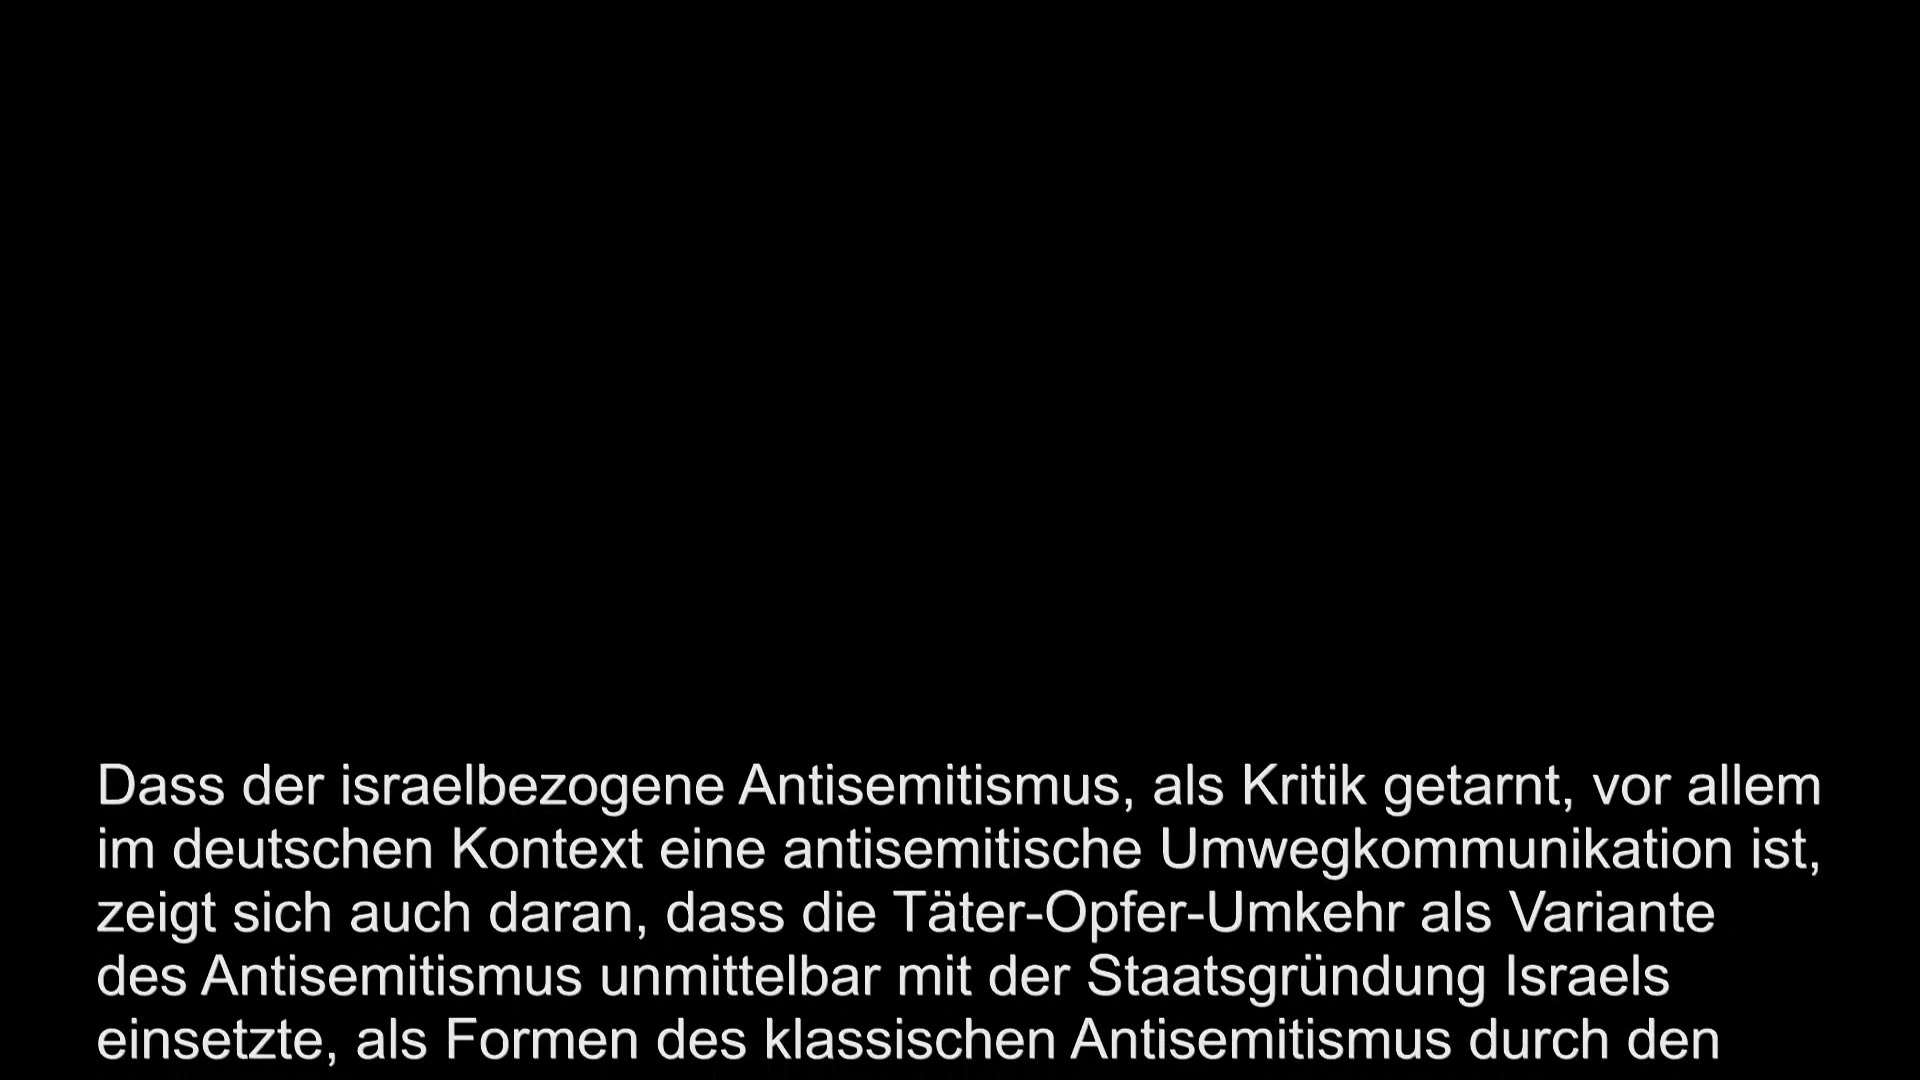 Dass der israelbezogene Antisemitismus, als Kritik getarnt, vor allem
im deutschen Kontext eine antisemitische Umwegkommunikation ist,
zeigt sich auch daran, dass die Täter-Opfer-Umkehr als Variante
des Antisemitismus unmittelbar mit der Staatsgründung Israels
einsetzte, als Formen des klassischen Antisemitismus durch den